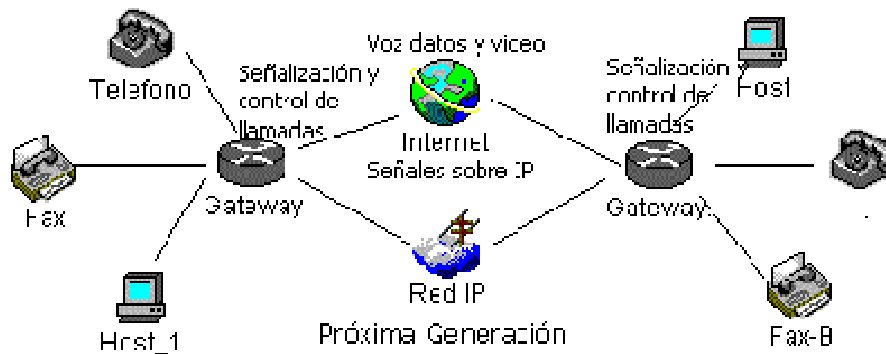 Voz datos y viceo
Telefono
Señalización y
control de
llamadas
Internet
Señales sobre IP
Señalización y
control de
llamadas
Host
Fax
Gateway
Gateway
Red IP
Host_1
Próxima Generación
Fax-B